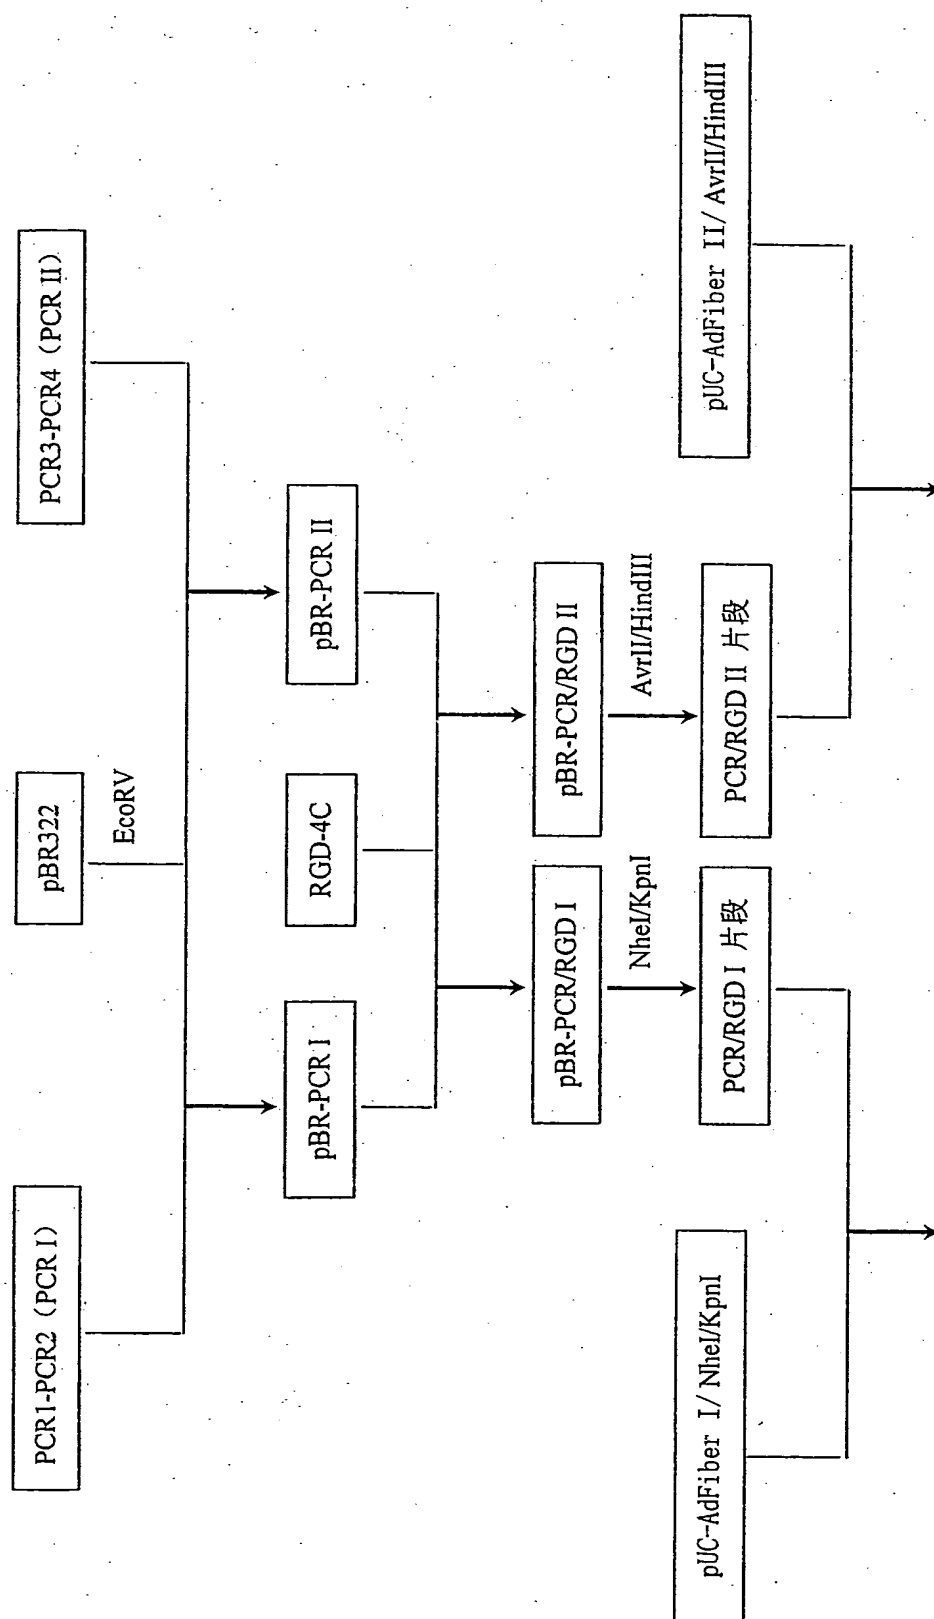 PCR1-PCR2（PCR I）
pBR322
PCR3-PCR4（PCR II）
EcoRV
pBR-PCR I
RGD-4C
pBR-PCR II
pBR-PCR/RGD I
pBR-PCR/RGD II
NheI/KpnI
AvrII/HindIII
pUC-AdFiber I/ NheI/KpnI
PCR/RGD I 片段
PCR/RGD II 片段
pUC-AdFiber II/ AvrII/HindIII